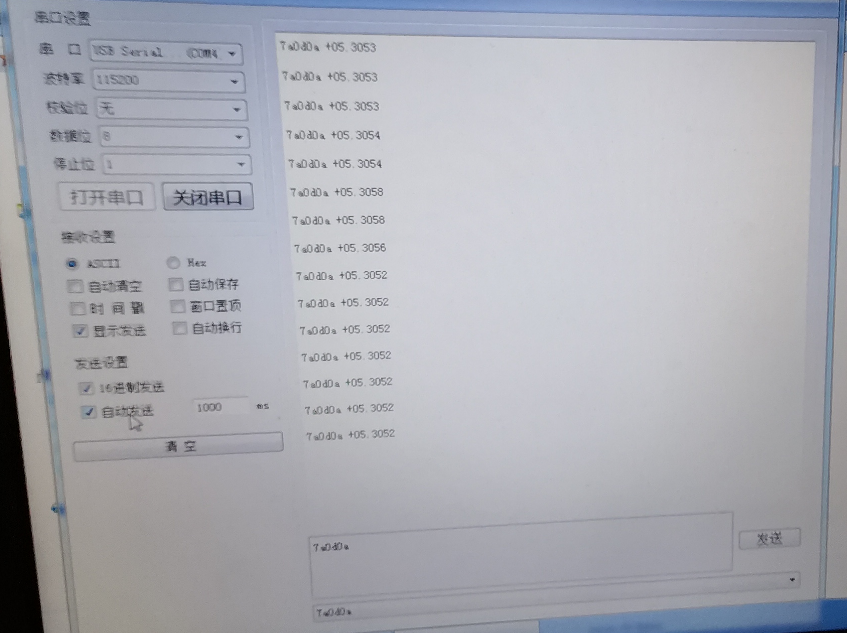 串口设置
串 口 USB Serial (COM4
波特率 115200
校验位 无
数据位 8
停止位 1
打开串口 关闭串口
接收设置
ASCII Hex
自动清空 自动保存
时 间 戳 窗口置顶
显示发送 自动换行
发送设置
16进制发送
自动发送 1000 ms
清 空
7a0d0a +05.3053
7a0d0a +05.3053
7a0d0a +05.3053
7a0d0a +05.3054
7a0d0a +05.3054
7a0d0a +05.3058
7a0d0a +05.3058
7a0d0a +05.3056
7a0d0a +05.3052
7a0d0a +05.3052
7a0d0a +05.3052
7a0d0a +05.3052
7a0d0a +05.3052
7a0d0a +05.3052
7a0d0a +05.3052
7a0d0a
发送
7a0d0a